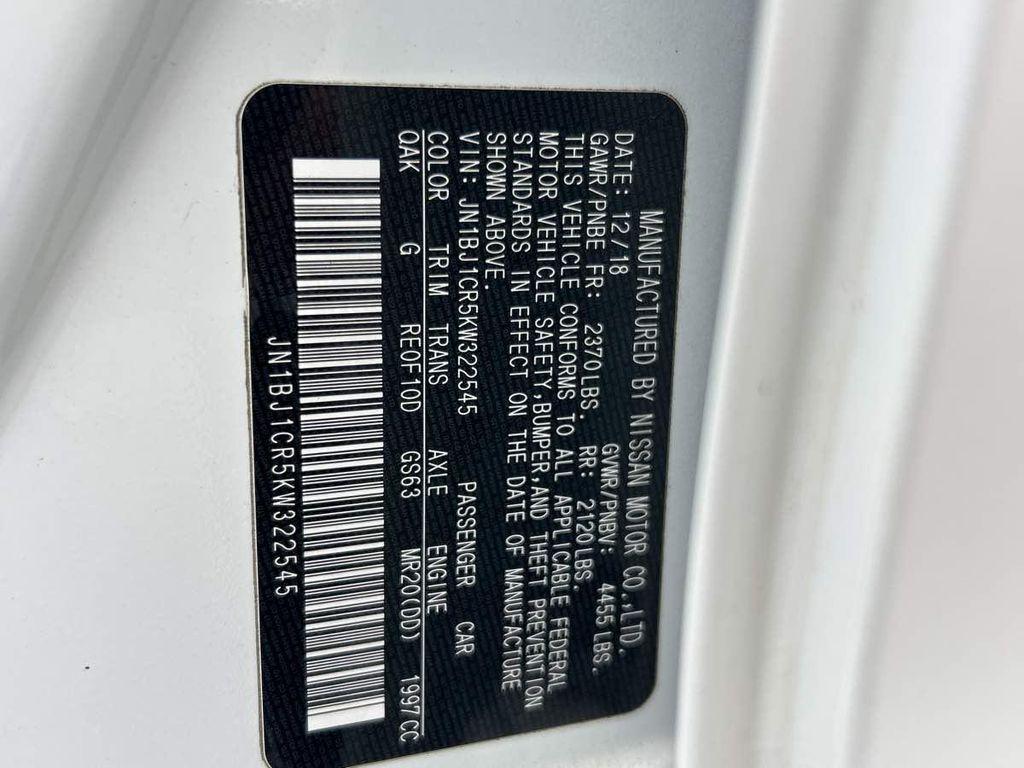 MANUFACTURED BY NISSAN MOTOR CO.,LTD.
DATE: 12/18 GVWR/PNBV: 4455 LBS.
GAWR/PNBE FR: 2370LBS. RR: 2120LBS.
THIS VEHICLE CONFORMS TO ALL APPLICABLE FEDERAL
MOTOR VEHICLE SAFETY,BUMPER,AND THEFT PREVENTION
STANDARDS IN EFFECT ON THE DATE OF MANUFACTURE
SHOWN ABOVE.
VIN: JN1BJ1CR5KW322545 PASSENGER CAR
COLOR TRIM TRANS AXLE ENGINE
QAK G RE0F10D GS63 MR20(DD) 1997CC
JN1BJ1CR5KW322545